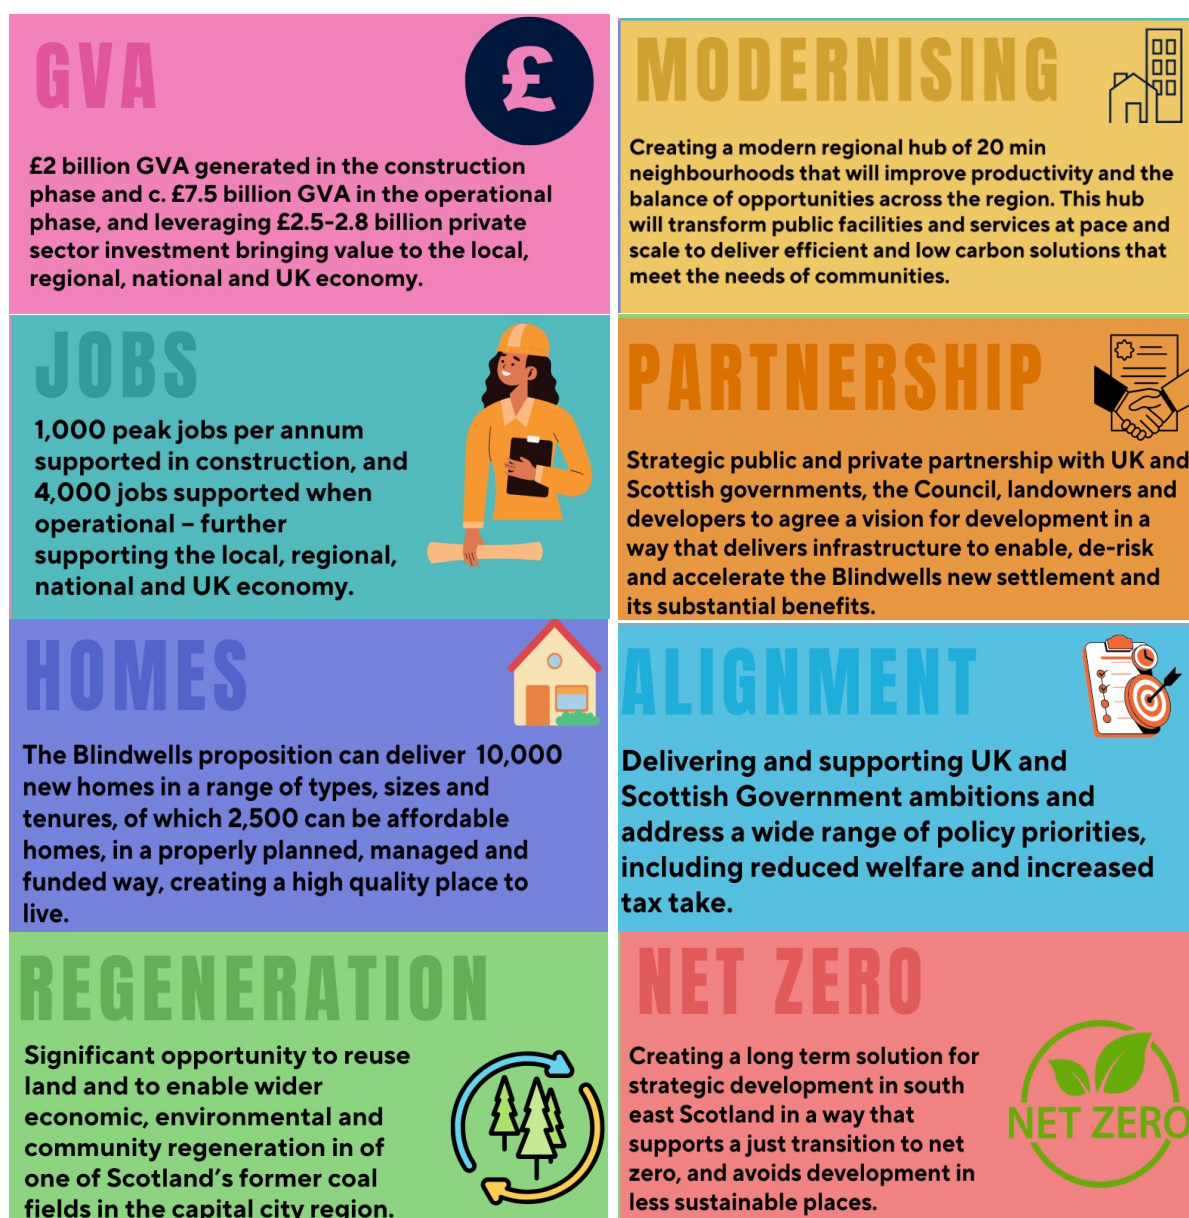 GVA
£
£2 billion GVA generated in the construction
phase and c. £7.5 billion GVA in the operational
phase, and leveraging £2.5-2.8 billion private
sector investment bringing value to the local,
regional, national and UK economy.
MODERNISING
Creating a modern regional hub of 20 min
neighbourhoods that will improve productivity and the
balance of opportunities across the region. This hub
will transform public facilities and services at pace and
scale to deliver efficient and low carbon solutions that
meet the needs of communities.
JOBS
1,000 peak jobs per annum
supported in construction, and
4,000 jobs supported when
operational – further
supporting the local, regional,
national and UK economy.
PARTNERSHIP
Strategic public and private partnership with UK and
Scottish governments, the Council, landowners and
developers to agree a vision for development in a
way that delivers infrastructure to enable, de-risk
and accelerate the Blindwells new settlement and
its substantial benefits.
HOMES
The Blindwells proposition can deliver 10,000
new homes in a range of types, sizes and
tenures, of which 2,500 can be affordable
homes, in a properly planned, managed and
funded way, creating a high quality place to
live.
ALIGNMENT
Delivering and supporting UK and
Scottish Government ambitions and
address a wide range of policy priorities,
including reduced welfare and increased
tax take.
REGENERATION
Significant opportunity to reuse
land and to enable wider
economic, environmental and
community regeneration in of
one of Scotland's former coal
fields in the capital city region.
NET ZERO
Creating a long term solution for
strategic development in south
east Scotland in a way that
supports a just transition to net
zero, and avoids development in
less sustainable places.
NET ZERO